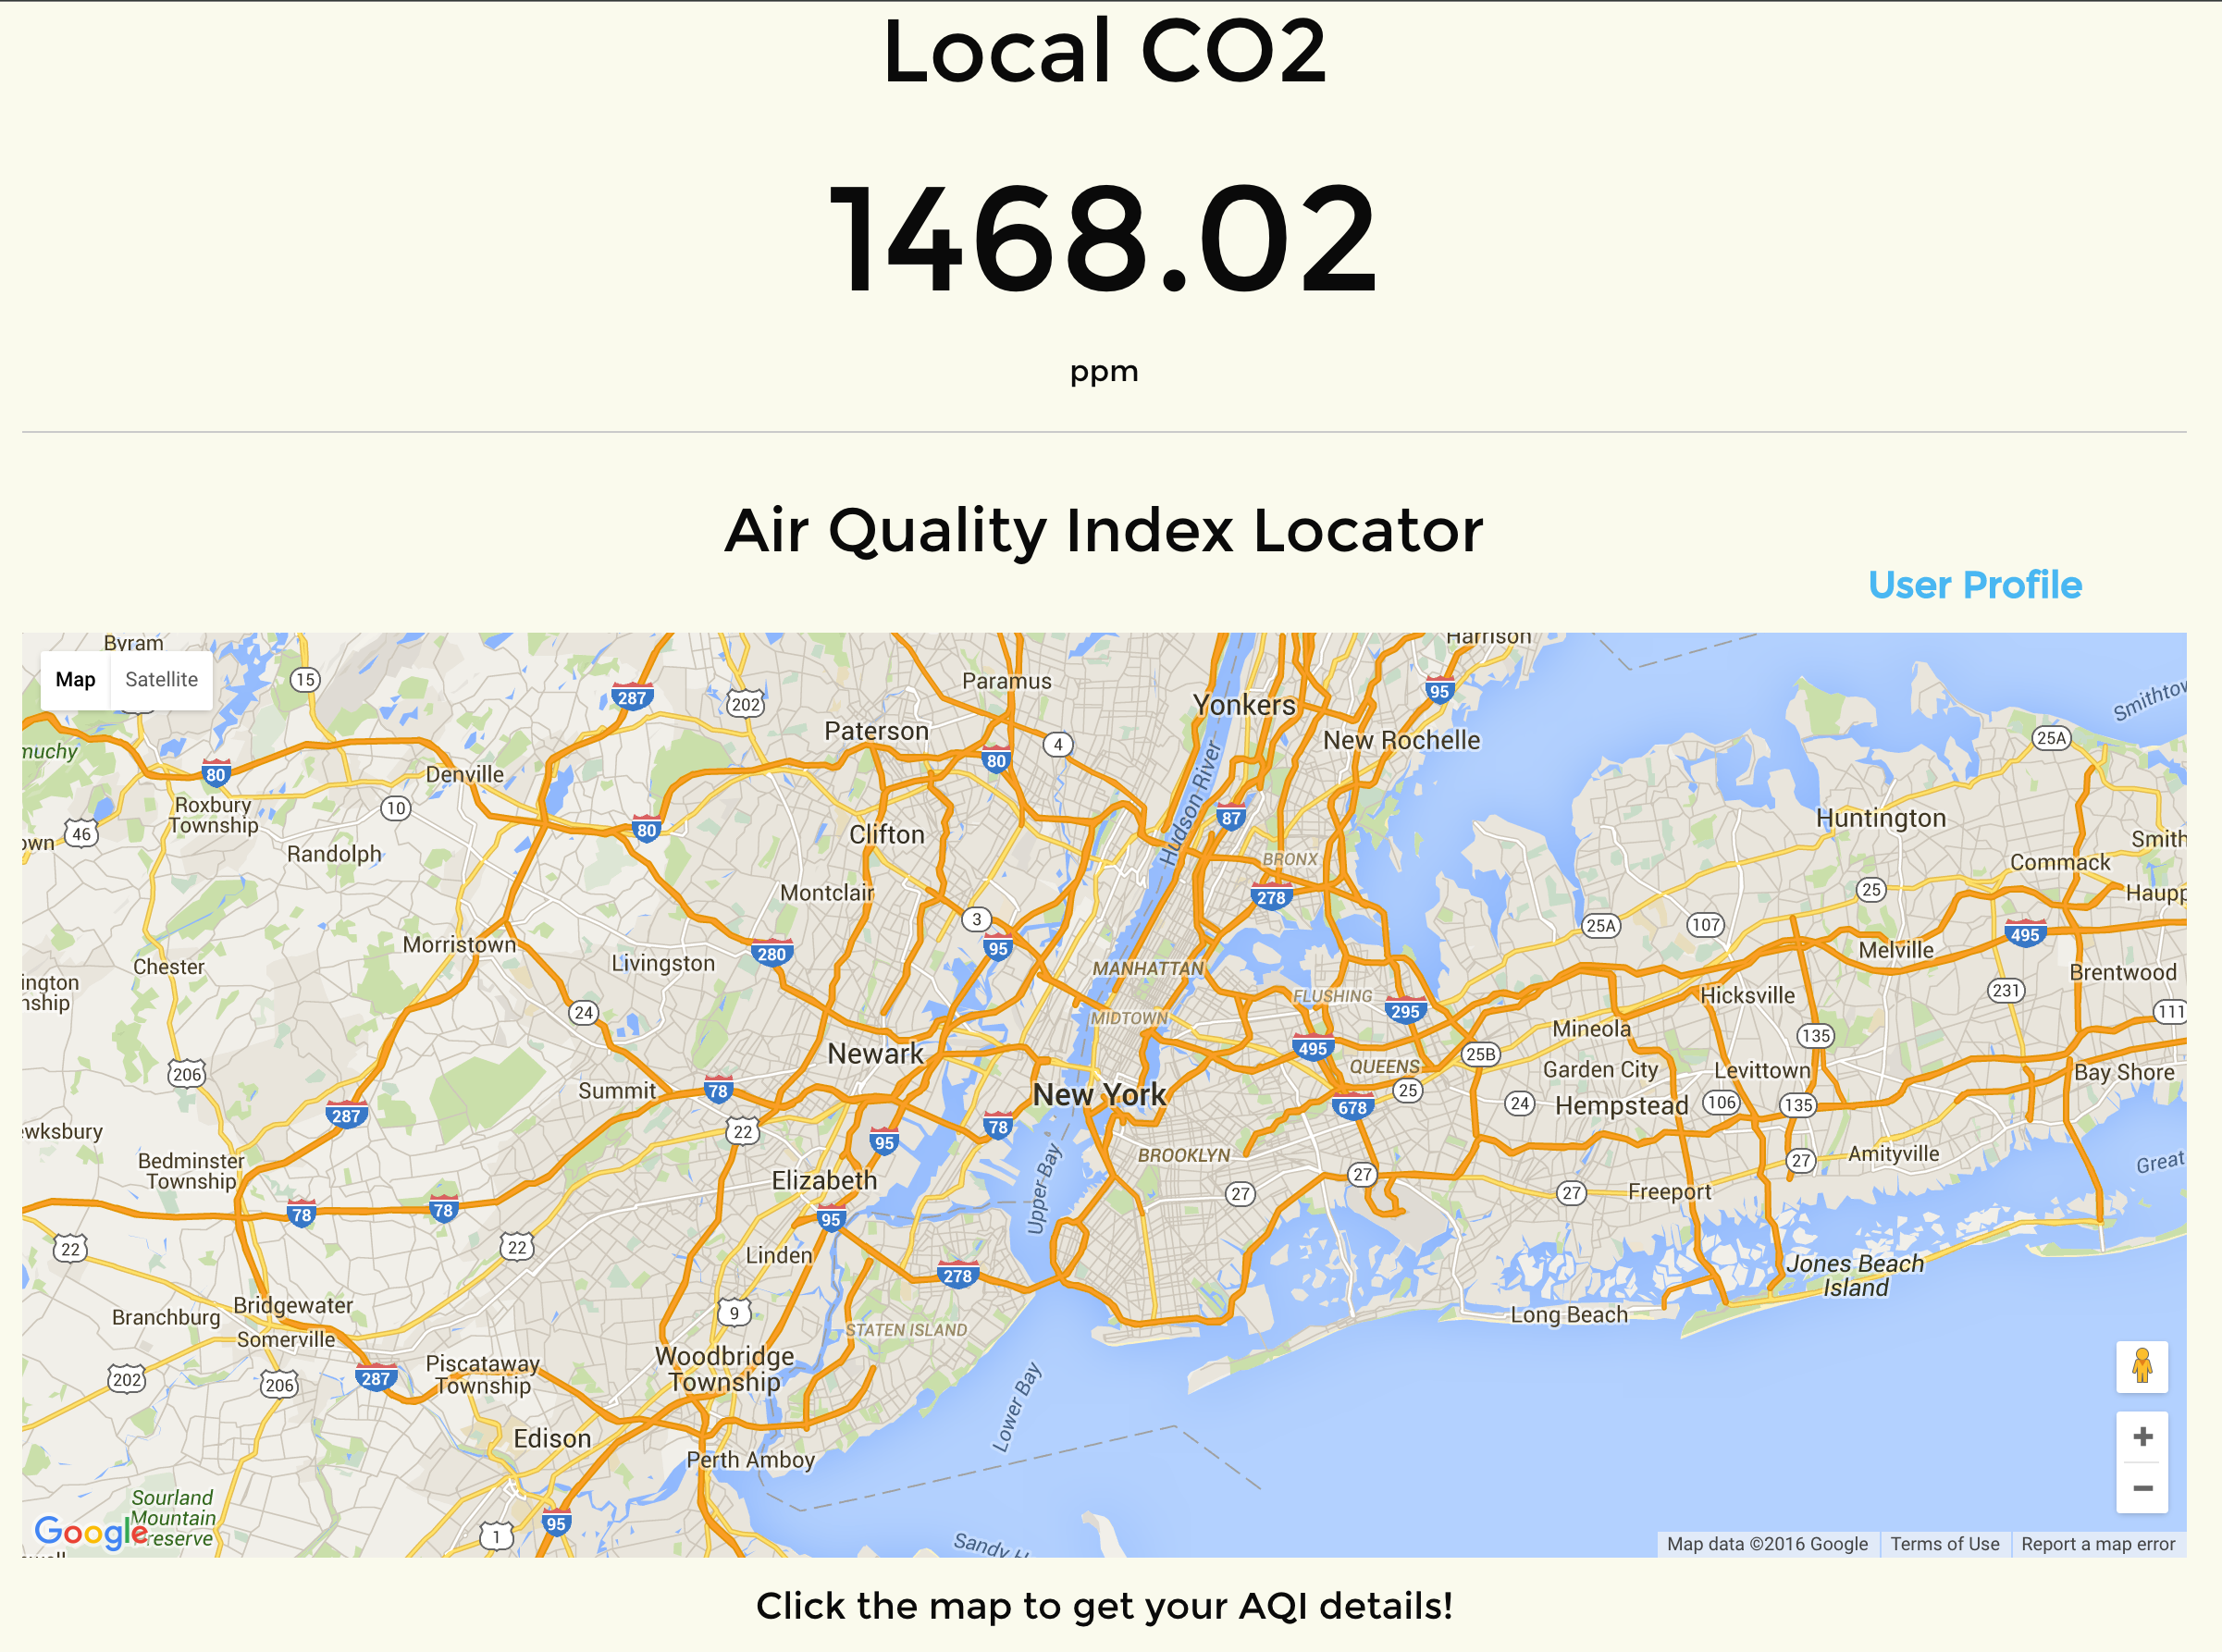 Local CO2
1468.02
ppm
Air Quality Index Locator
User Profile
Byram
Harrison
Map Satellite
15
287
202
Paramus
Yonkers
95
Smithtow
muchy
Paterson
4
New Rochelle
25A
80
Denville
80
Roxbury
Township
10
80
87
Hudson River
Huntington
46
own
Clifton
Smith
Randolph
BRONX
Commack
Montclair
278
25
Haupp
3
25A
107
Morristown
95
495
280
Melville
Livingston
Chester
MANHATTAN
Brentwood
ington
nship
FLUSHING
Hicksville
231
24
MIDTOWN
295
111
Mineola
135
Newark
495
25B
206
QUEENS
Garden City
Levittown
Bay Shore
Summit
78
New York
25
24
Hempstead
106
135
287
678
22
78
ewksbury
95
BROOKLYN
Amityville
Bedminster
Township
27
27
Great
Elizabeth
Upper Bay
27
27
Freeport
78
78
95
22
22
Linden
Jones Beach
Island
278
Bridgewater
Branchburg
9
Long Beach
Somerville
STATEN ISLAND
Woodbridge
Township
Piscataway
Township
202
206
287
Lower Bay
Edison
Perth Amboy
Sourland
Mountain
Preserve
95
1
Google
Sandy H
Map data ©2016 Google Terms of Use Report a map error
Click the map to get your AQI details!